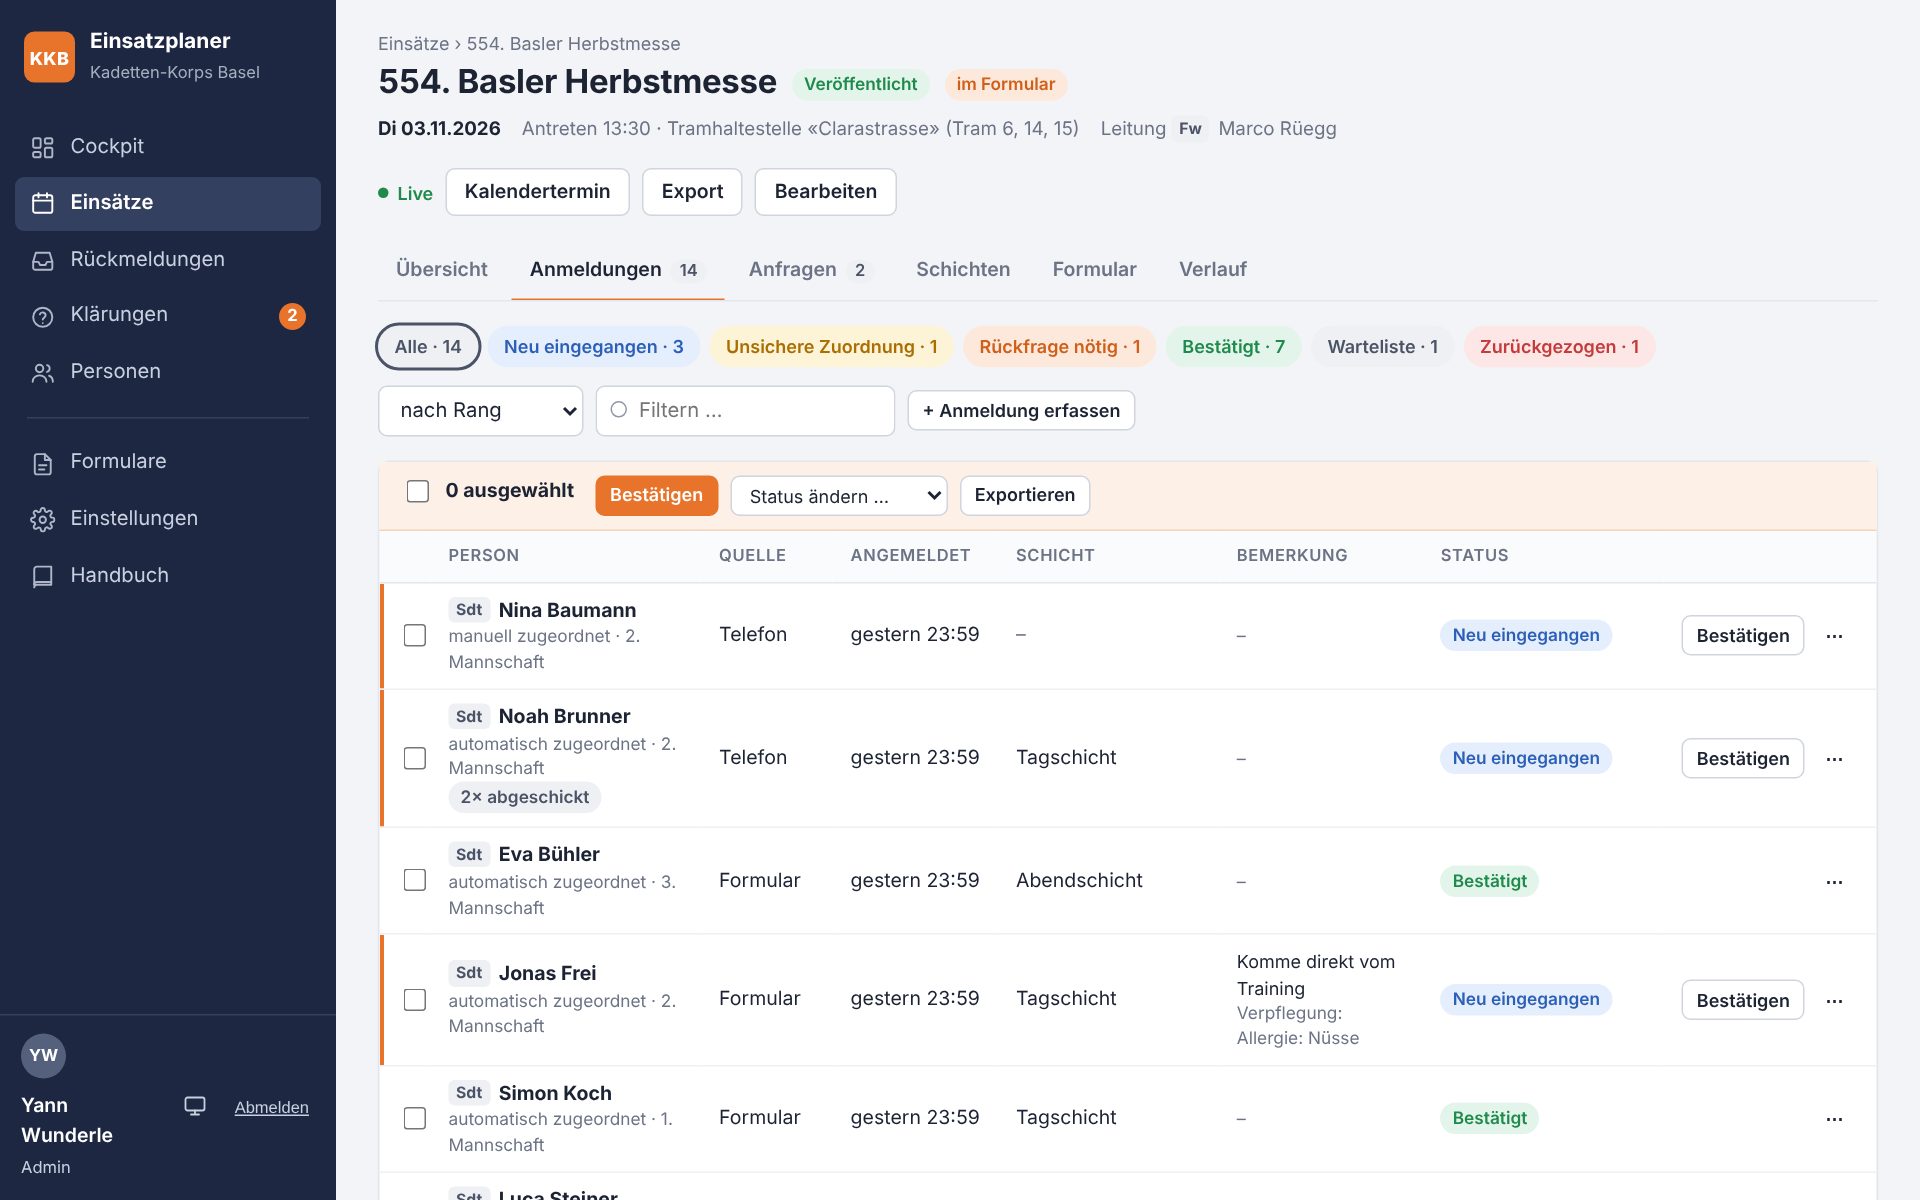 KKB
Einsatzplaner
Kadetten-Korps Basel
Cockpit
Einsätze
Rückmeldungen
Klärungen 2
Personen
Formulare
Einstellungen
Handbuch
YW
Yann
Wunderle
Abmelden
Admin
Einsätze › 554. Basler Herbstmesse
554. Basler Herbstmesse Veröffentlicht im Formular
Di 03.11.2026 Antreten 13:30 · Tramhaltestelle «Clarastrasse» (Tram 6, 14, 15) Leitung Fw Marco Rüegg
Live Kalendertermin Export Bearbeiten
Übersicht Anmeldungen 14 Anfragen 2 Schichten Formular Verlauf
Alle · 14 Neu eingegangen · 3 Unsichere Zuordnung · 1 Rückfrage nötig · 1 Bestätigt · 7 Warteliste · 1 Zurückgezogen · 1
nach Rang Filtern ... + Anmeldung erfassen
0 ausgewählt Bestätigen Status ändern ... Exportieren
PERSON QUELLE ANGEMELDET SCHICHT BEMERKUNG STATUS
Sdt Nina Baumann
manuell zugeordnet · 2.
Mannschaft
Telefon gestern 23:59 – – Neu eingegangen Bestätigen ...
Sdt Noah Brunner
automatisch zugeordnet · 2.
Mannschaft
2× abgeschickt
Telefon gestern 23:59 Tagschicht – Neu eingegangen Bestätigen ...
Sdt Eva Bühler
automatisch zugeordnet · 3.
Mannschaft
Formular gestern 23:59 Abendschicht – Bestätigt ...
Sdt Jonas Frei
automatisch zugeordnet · 2.
Mannschaft
Formular gestern 23:59 Tagschicht
Komme direkt vom
Training
Verpflegung:
Allergie: Nüsse
Neu eingegangen Bestätigen ...
Sdt Simon Koch
automatisch zugeordnet · 1.
Mannschaft
Formular gestern 23:59 Tagschicht – Bestätigt ...
Sdt Luca Steiner